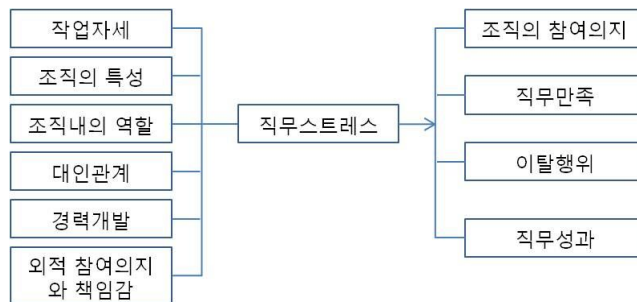 작업자세
조직의 특성
조직내의 역할
대인관계
경력개발
외적 참여의지
와 책임감
직무스트레스
조직의 참여의지
직무만족
이탈행위
직무성과